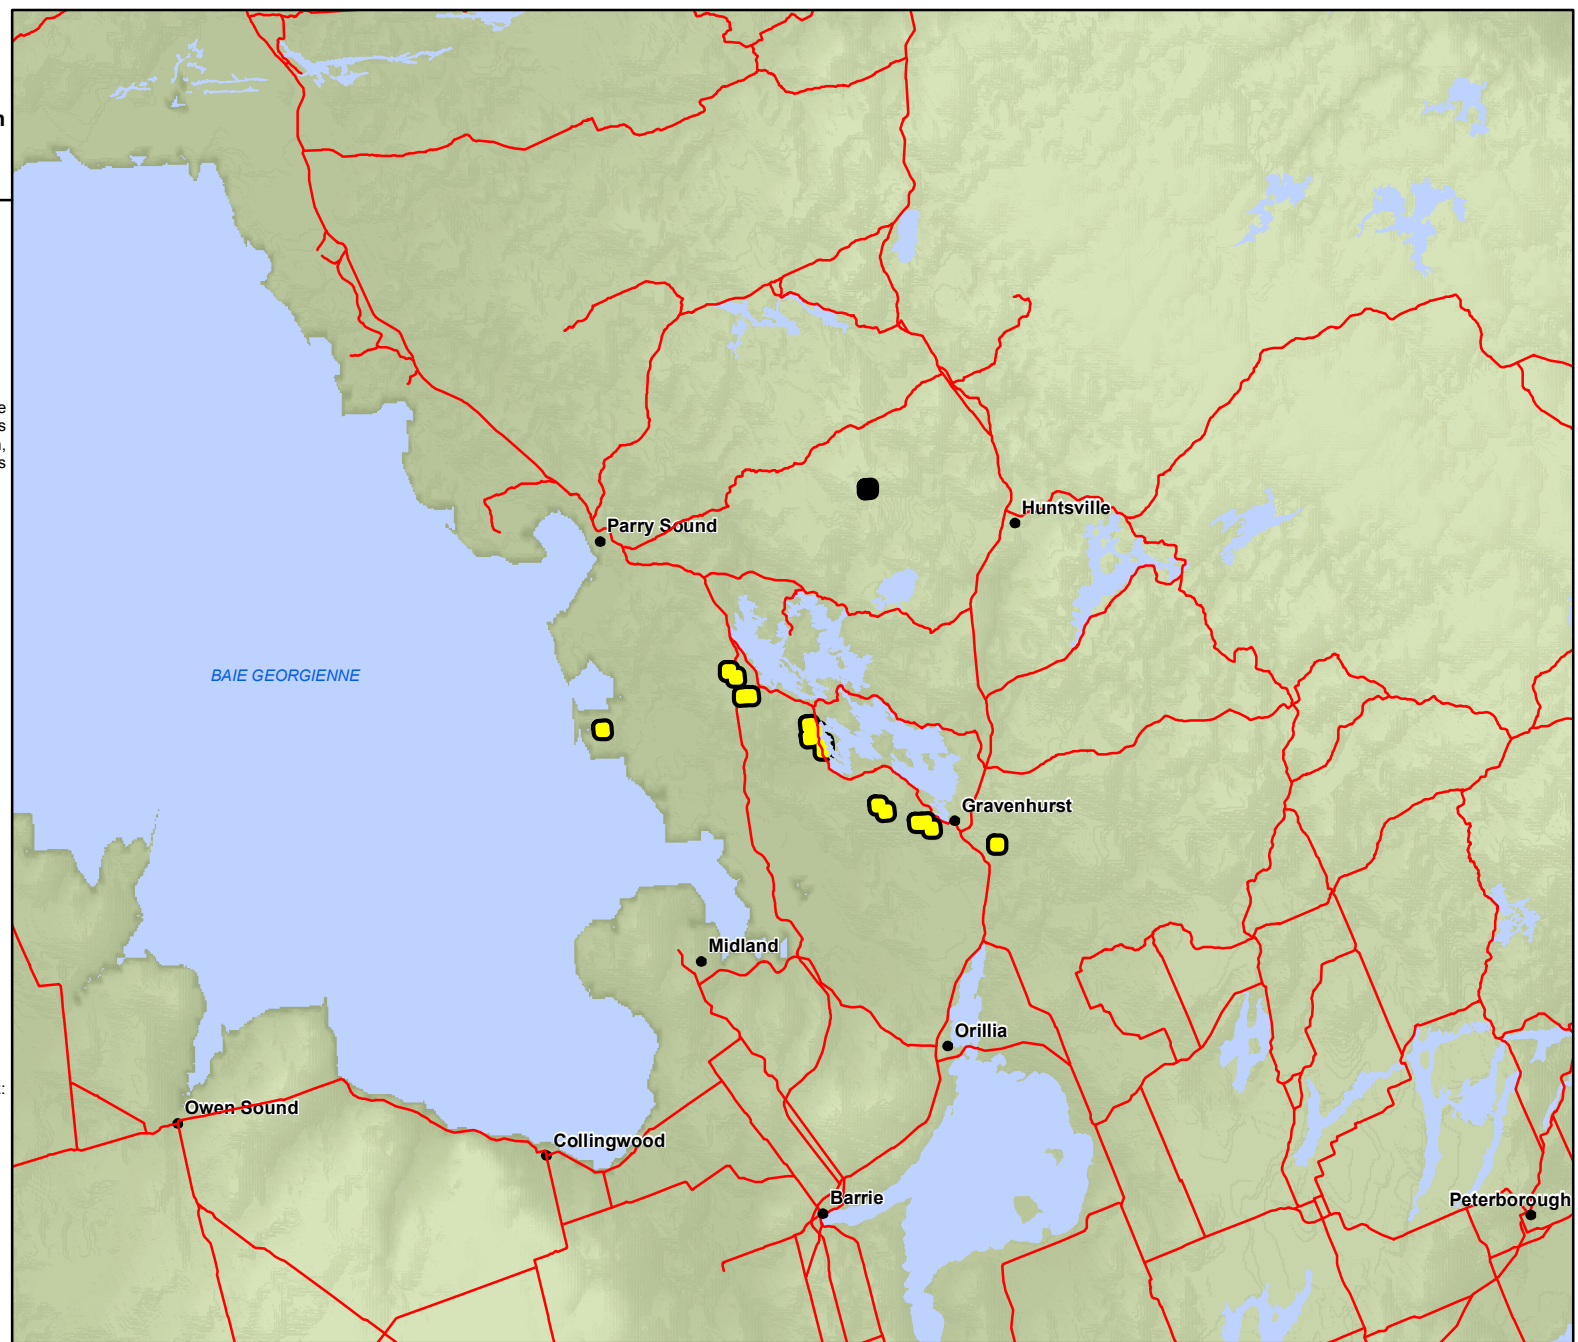 n
e
s
,
s
Parry Sound
Huntsville
BAIE GEORGIENNE
Gravenhurst
Midland
Orillia
:
Owen Sound
Collingwood
Barrie
Peterborough